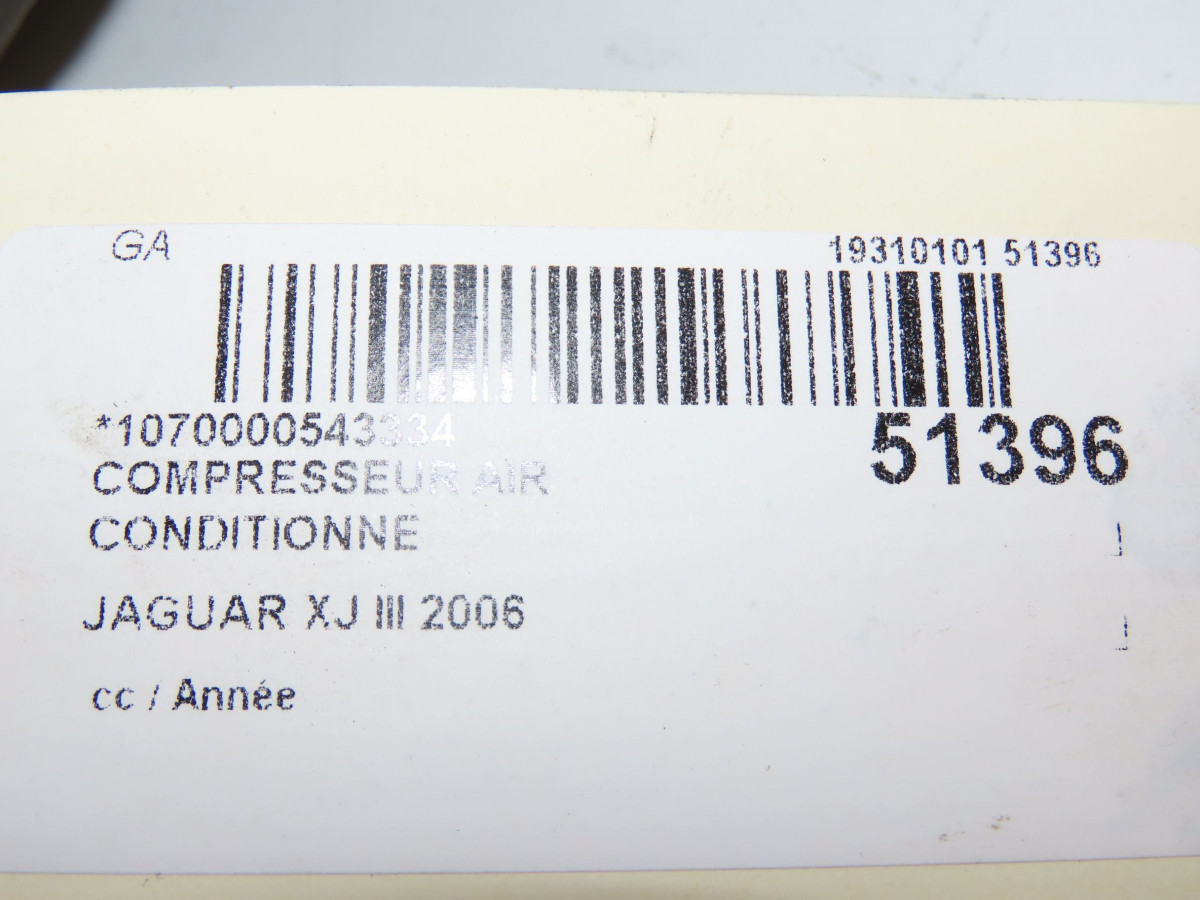 GA
19310101 51396
*1070000543334
51396
COMPRESSEUR AIR
CONDITIONNE
JAGUAR XJ III 2006
cc / Année